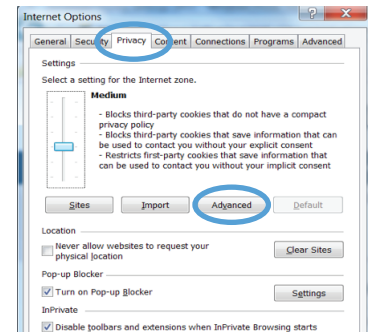 Internet Options
General Security Privacy Content Connections Programs Advanced
Settings
Select a setting for the Internet zone.
Medium
- Blocks third-party cookies that do not have a compact
privacy policy
- Blocks third-party cookies that save information that can
be used to contact you without your explicit consent
- Restricts first-party cookies that save information that
can be used to contact you without your implicit consent
Sites Import Advanced Default
Location
Never allow websites to request your
physical location
Clear Sites
Pop-up Blocker
Turn on Pop-up Blocker Settings
InPrivate
Disable toolbars and extensions when InPrivate Browsing starts